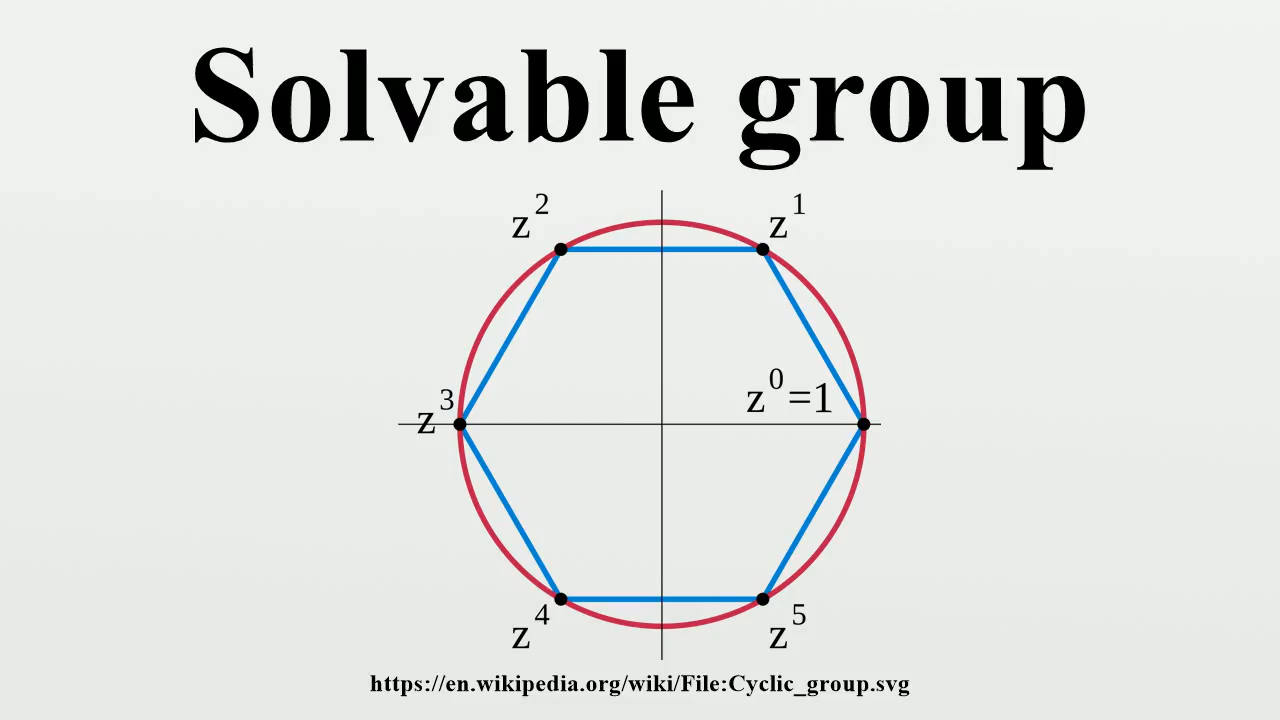 Solvable group
z² z¹
z³ z⁰=1
z⁴ z⁵
https://en.wikipedia.org/wiki/File:Cyclic_group.svg